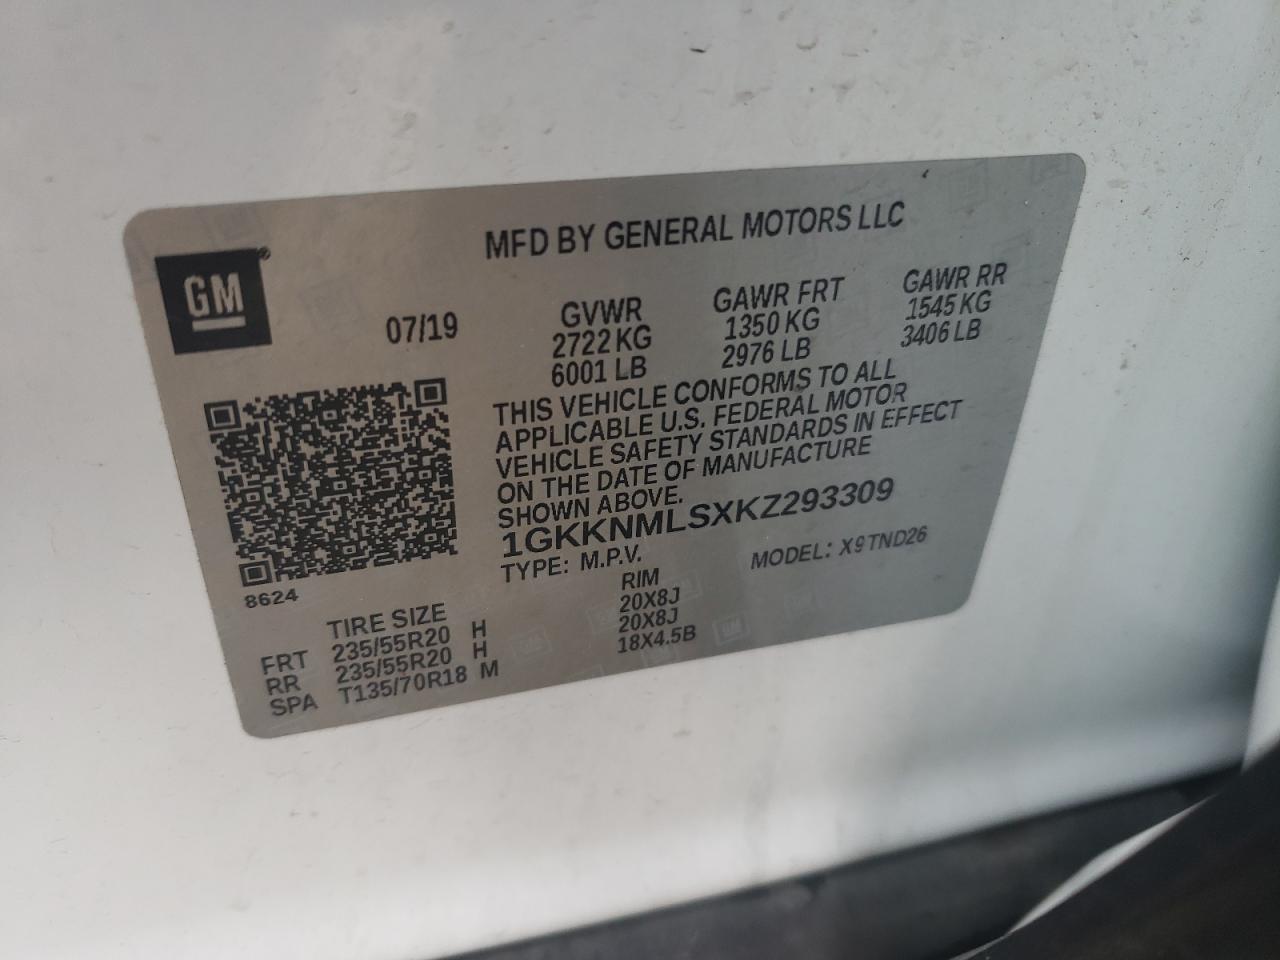 MFD BY GENERAL MOTORS LLC
GM
07/19
GVWR
2722 KG
6001 LB
GAWR FRT
1350 KG
2976 LB
GAWR RR
1545 KG
3406 LB
THIS VEHICLE CONFORMS TO ALL
APPLICABLE U.S. FEDERAL MOTOR
VEHICLE SAFETY STANDARDS IN EFFECT
ON THE DATE OF MANUFACTURE
SHOWN ABOVE.
1GKKNMLSXKZ293309
TYPE: M.P.V.
MODEL: X9TND26
8624
TIRE SIZE RIM
FRT 235/55R20 H 20X8J
RR 235/55R20 H 20X8J
SPA T135/70R18 M 18X4.5B